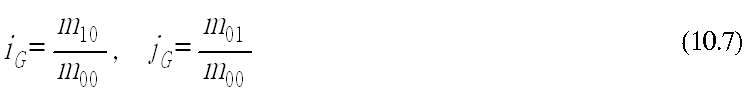 i_G = m_10 / m_00 , j_G = m_01 / m_00 (10.7)